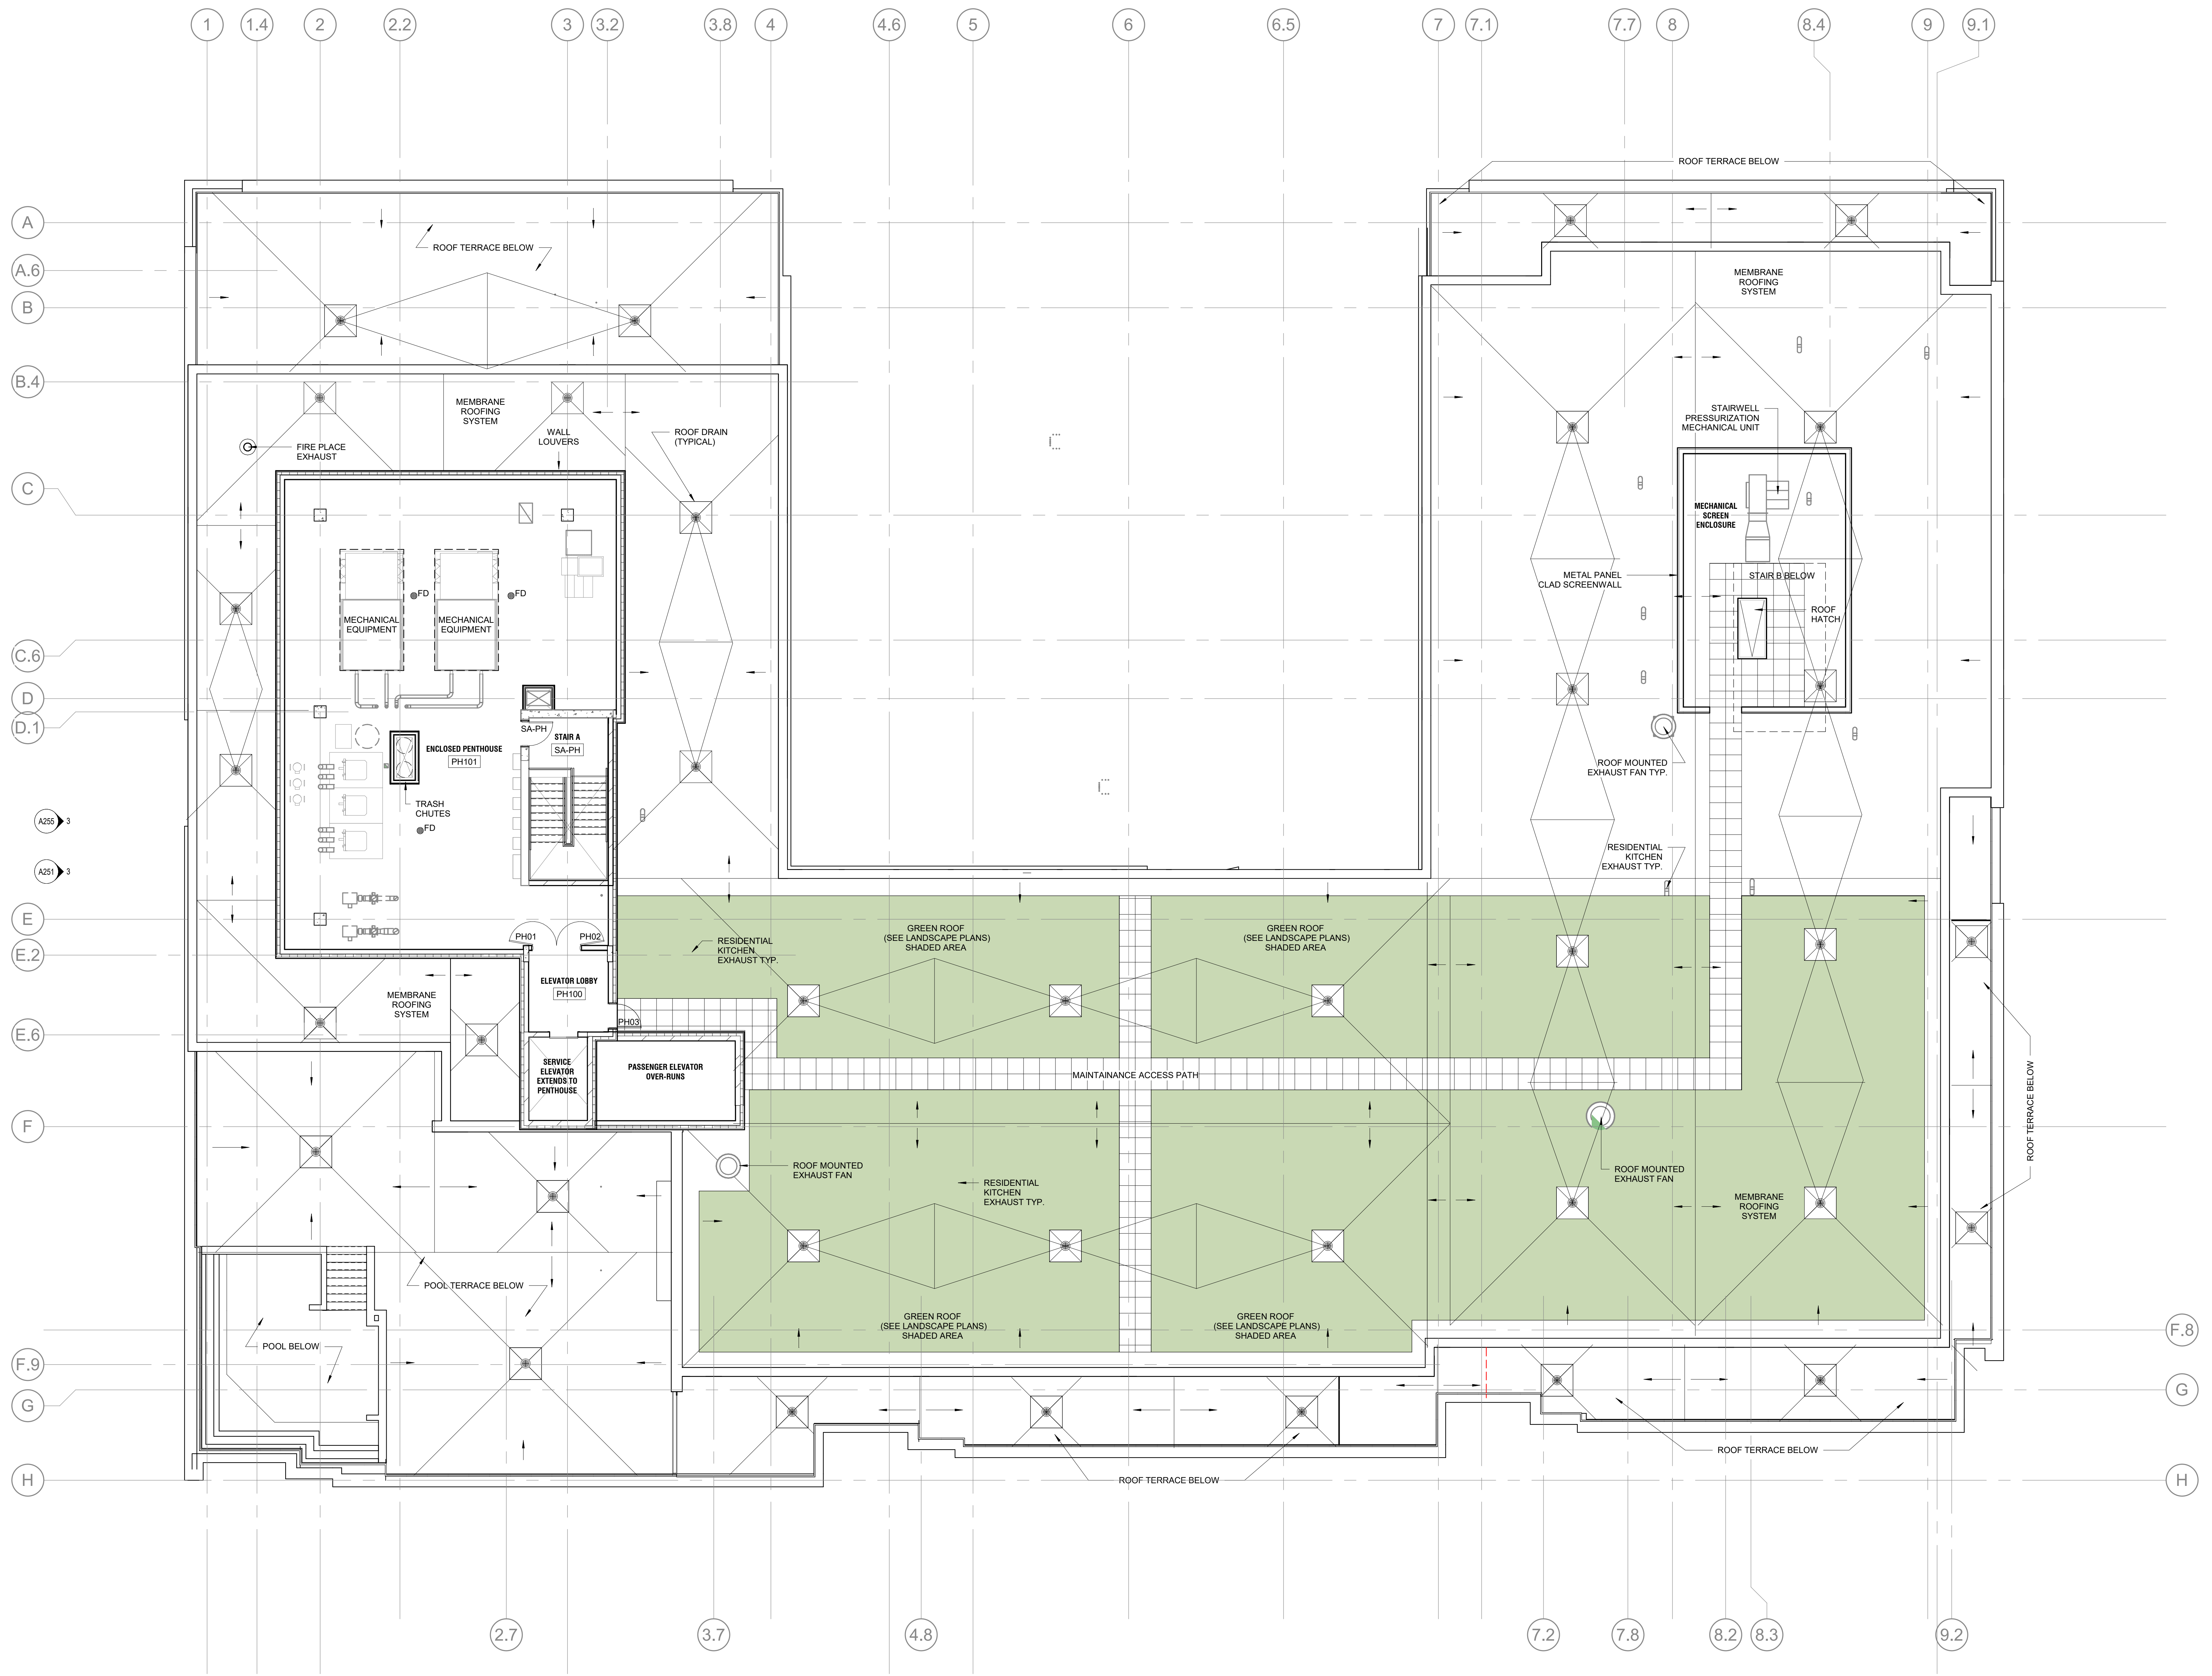 1
1.4
2
2.2
3
3.2
3.8
4
4.6
5
6
6.5
7
7.1
7.7
8
8.4
9
9.1
ROOF TERRACE BELOW
A
ROOF TERRACE BELOW
A.6
MEMBRANE
ROOFING
SYSTEM
B
B.4
MEMBRANE
ROOFING
SYSTEM
WALL
LOUVERS
ROOF DRAIN
(TYPICAL)
FIRE PLACE
EXHAUST
STAIRWELL
PRESSURIZATION
MECHANICAL UNIT
C
MECHANICAL
SCREEN
ENCLOSURE
METAL PANEL
CLAD SCREENWALL
STAIR B BELOW
FD
FD
MECHANICAL
EQUIPMENT
MECHANICAL
EQUIPMENT
ROOF
HATCH
C.6
D
D.1
SA-PH
STAIR A
SA-PH
ENCLOSED PENTHOUSE
PH101
ROOF MOUNTED
EXHAUST FAN TYP.
TRASH
CHUTES
FD
A255
3
A251
3
RESIDENTIAL
KITCHEN
EXHAUST TYP.
E
PH01
PH02
RESIDENTIAL
KITCHEN
EXHAUST TYP.
GREEN ROOF
(SEE LANDSCAPE PLANS)
SHADED AREA
GREEN ROOF
(SEE LANDSCAPE PLANS)
SHADED AREA
E.2
ELEVATOR LOBBY
PH100
MEMBRANE
ROOFING
SYSTEM
PH03
E.6
SERVICE
ELEVATOR
EXTENDS TO
PENTHOUSE
PASSENGER ELEVATOR
OVER-RUNS
MAINTAINANCE ACCESS PATH
ROOF TERRACE BELOW
F
ROOF MOUNTED
EXHAUST FAN
RESIDENTIAL
KITCHEN
EXHAUST TYP.
ROOF MOUNTED
EXHAUST FAN
MEMBRANE
ROOFING
SYSTEM
POOL TERRACE BELOW
GREEN ROOF
(SEE LANDSCAPE PLANS)
SHADED AREA
GREEN ROOF
(SEE LANDSCAPE PLANS)
SHADED AREA
F.8
POOL BELOW
F.9
G
G
ROOF TERRACE BELOW
ROOF TERRACE BELOW
H
H
2.7
3.7
4.8
7.2
7.8
8.2
8.3
9.2